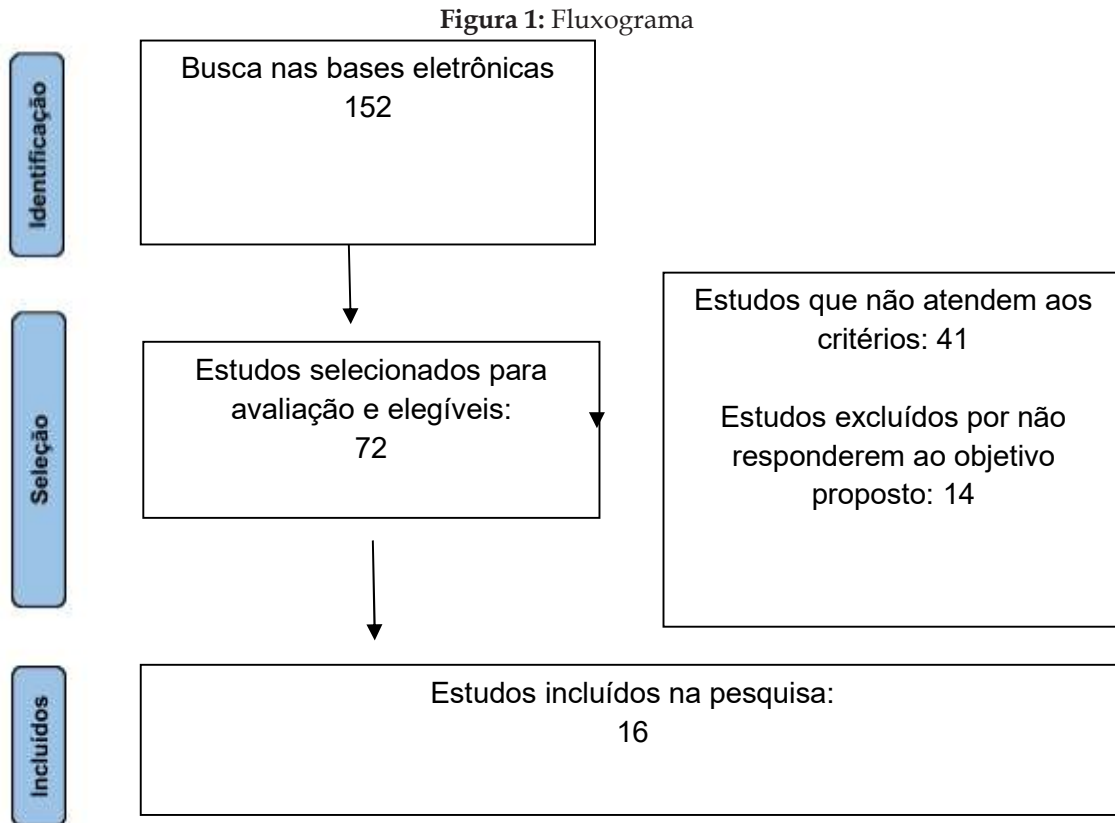 Figura 1: Fluxograma
Identificação
Busca nas bases eletrônicas
152
Seleção
Estudos selecionados para
avaliação e elegíveis:
72
Estudos que não atendem aos
critérios: 41
Estudos excluídos por não
responderem ao objetivo
proposto: 14
Incluídos
Estudos incluídos na pesquisa:
16